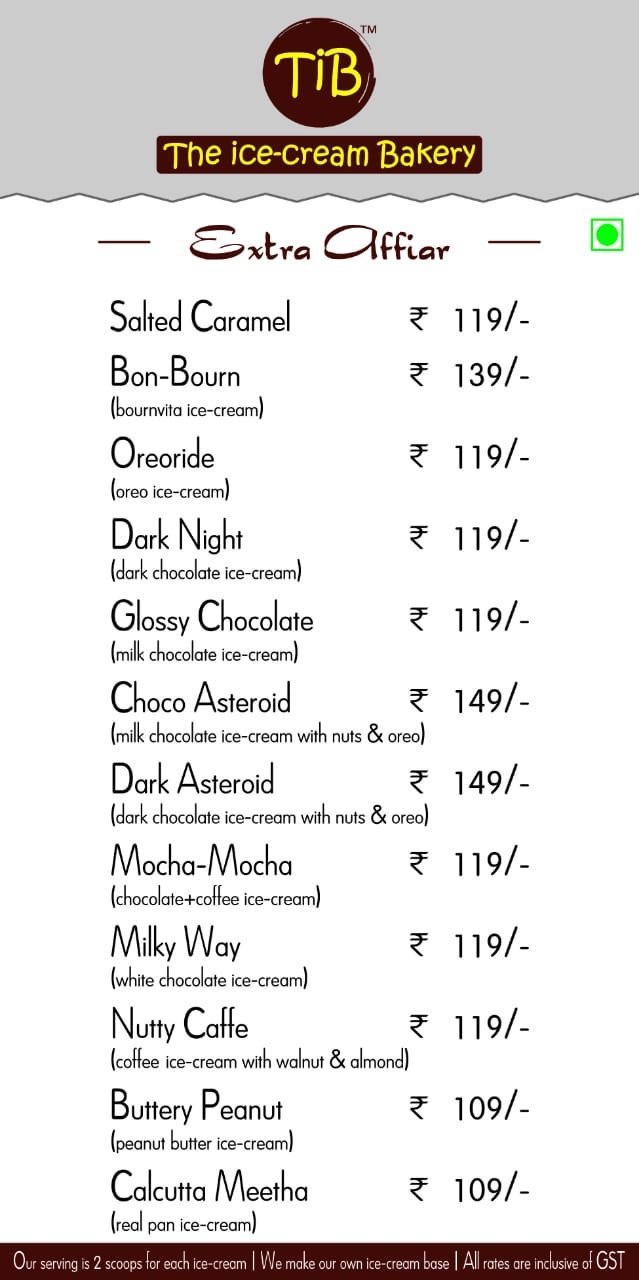 TiB™
The ice-cream Bakery
Extra Affiar
Salted Caramel ₹ 119/-
Bon-Bourn ₹ 139/-
(bournvita ice-cream)
Oreoride ₹ 119/-
(oreo ice-cream)
Dark Night ₹ 119/-
(dark chocolate ice-cream)
Glossy Chocolate ₹ 119/-
(milk chocolate ice-cream)
Choco Asteroid ₹ 149/-
(milk chocolate ice-cream with nuts & oreo)
Dark Asteroid ₹ 149/-
(dark chocolate ice-cream with nuts & oreo)
Mocha-Mocha ₹ 119/-
(chocolate+coffee ice-cream)
Milky Way ₹ 119/-
(white chocolate ice-cream)
Nutty Caffe ₹ 119/-
(coffee ice-cream with walnut & almond)
Buttery Peanut ₹ 109/-
(peanut butter ice-cream)
Calcutta Meetha ₹ 109/-
(real pan ice-cream)
Our serving is 2 scoops for each ice-cream | We make our own ice-cream base | All rates are inclusive of GST